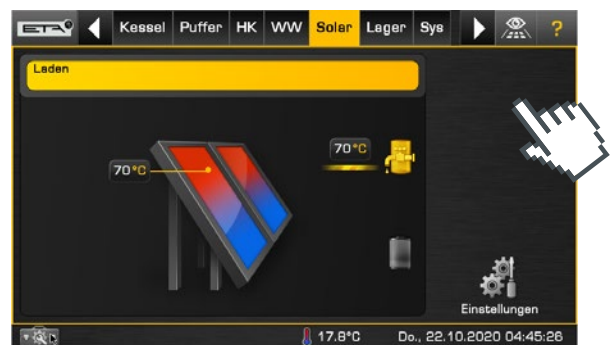 ETA Kessel Puffer HK WW Solar Lager Sys ?
Laden
70°C
70°C
Einstellungen
17.8°C Do., 22.10.2020 04:45:26